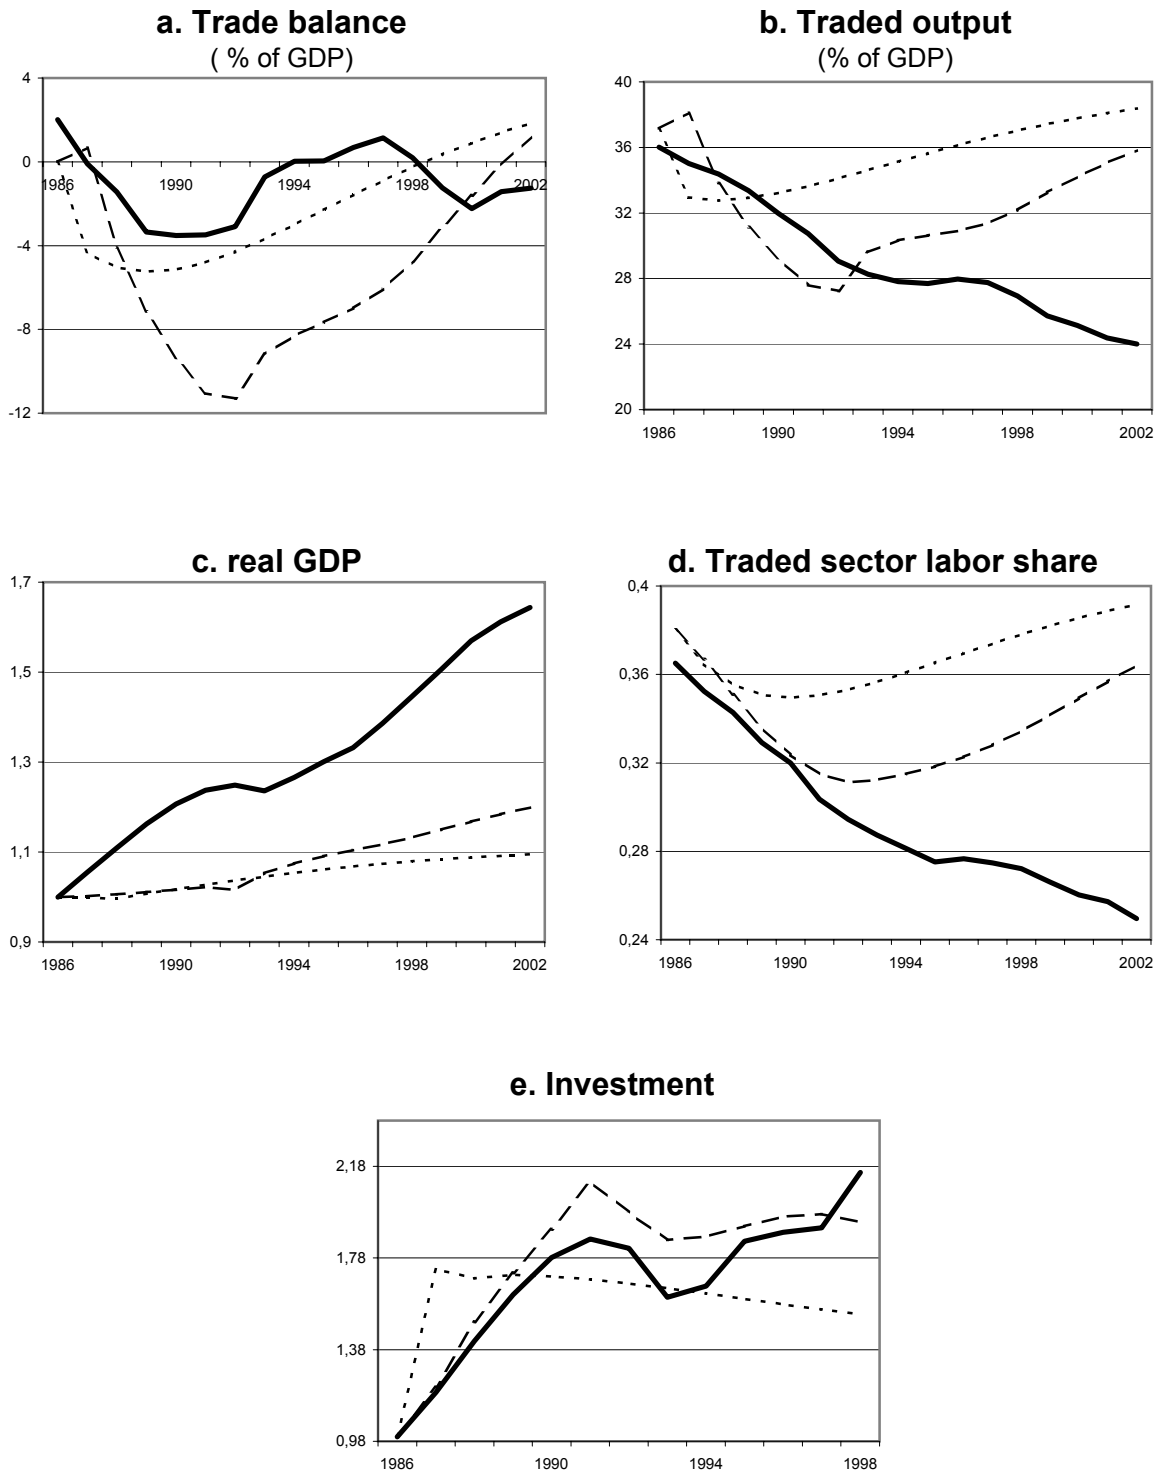 a. Trade balance
( % of GDP)
4
0
-4
-8
-12
1986 1990 1994 1998 2002
b. Traded output
(% of GDP)
40
36
32
28
24
20
1986 1990 1994 1998 2002
c. real GDP
1,7
1,5
1,3
1,1
0,9
1986 1990 1994 1998 2002
d. Traded sector labor share
0,4
0,36
0,32
0,28
0,24
1986 1990 1994 1998 2002
e. Investment
2,18
1,78
1,38
0,98
1986 1990 1994 1998